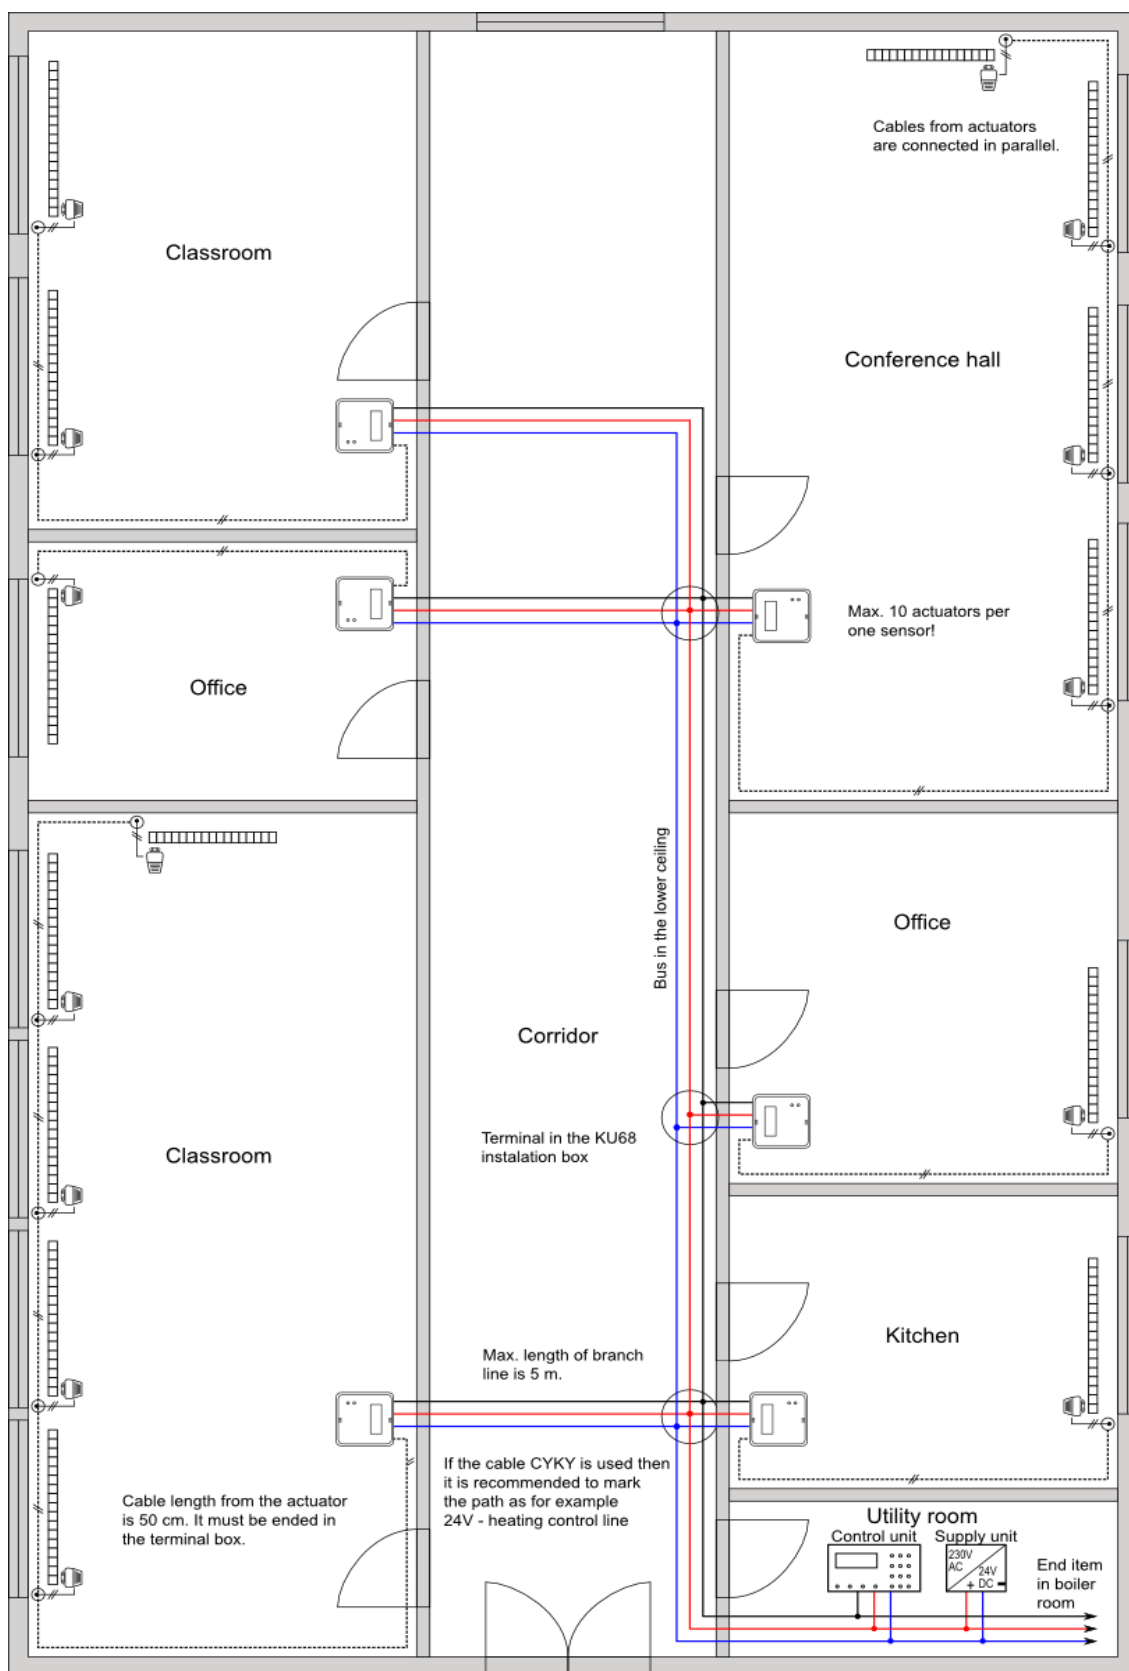 Cables from actuators
are connected in parallel.
Classroom
Conference hall
Max. 10 actuators per
one sensor!
Office
Bus in the lower ceiling
Office
Corridor
Terminal in the KU68
instalation box
Classroom
Kitchen
Max. length of branch
line is 5 m.
If the cable CYKY is used then
it is recommended to mark
the path as for example
24V - heating control line
Cable length from the actuator
is 50 cm. It must be ended in
the terminal box.
Utility room
Control unit
Supply unit
230V
AC
24V
+ DC -
End item
in boiler
room